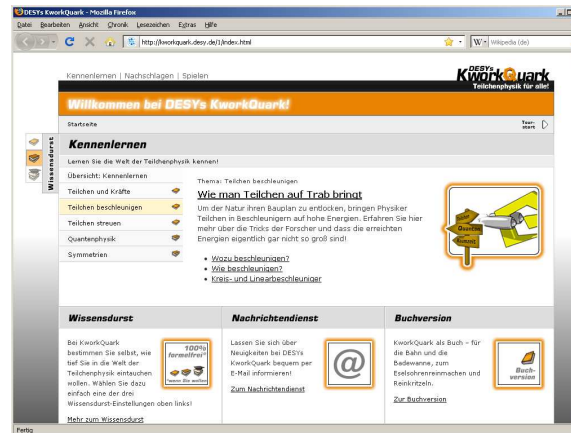 DESYs KworkQuark - Mozilla Firefox
Datei Bearbeiten Ansicht Chronik Lesezeichen Extras Hilfe
http://kworkquark.desy.de/1/index.html
Wikipedia (de)
Kennenlernen | Nachschlagen | Spielen
DESYs
KworkQuark
Teilchenphysik für alle!
Willkommen bei DESYs KworkQuark!
Startseite
Tour-
start
Wissensdurst
Kennenlernen
Lernen Sie die Welt der Teilchenphysik kennen!
Übersicht: Kennenlernen
Teilchen und Kräfte
Teilchen beschleunigen
Teilchen streuen
Quantenphysik
Symmetrien
Thema: Teilchen beschleunigen
Wie man Teilchen auf Trab bringt
Um der Natur ihren Bauplan zu entlocken, bringen Physiker
Teilchen in Beschleunigern auf hohe Energien. Erfahren Sie hier
mehr über die Tricks der Forscher und dass die erreichten
Energien eigentlich gar nicht so groß sind!
• Wozu beschleunigen?
• Wie beschleunigen?
• Kreis- und Linearbeschleuniger
Wissensdurst
Bei KworkQuark
bestimmen Sie selbst, wie
tief Sie in die Welt der
Teilchenphysik eintauchen
wollen. Wählen Sie dazu
einfach eine der drei
Wissensdurst-Einstellungen oben links!
Mehr zum Wissensdurst
100%
formelfrei*
*wenn Sie wollen
Nachrichtendienst
Lassen Sie sich über
Neuigkeiten bei DESYs
KworkQuark bequem per
E-Mail informieren!
Zum Nachrichtendienst
@
Buchversion
KworkQuark als Buch – für
die Bahn und die
Badewanne, zum
Eselsohrenreinmachen und
Reinkritzeln.
Zur Buchversion
Buch-
version
Fertig